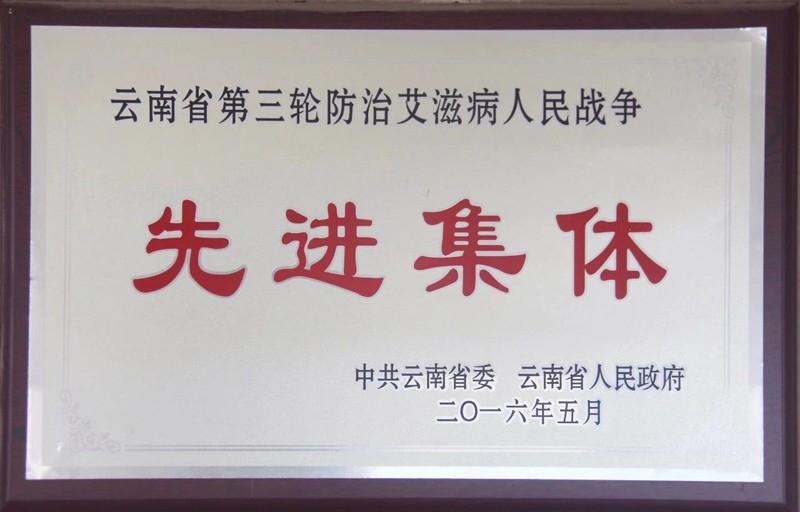 云南省第三轮防治艾滋病人民战争
先进集体
中共云南省委 云南省人民政府
二〇一六年五月